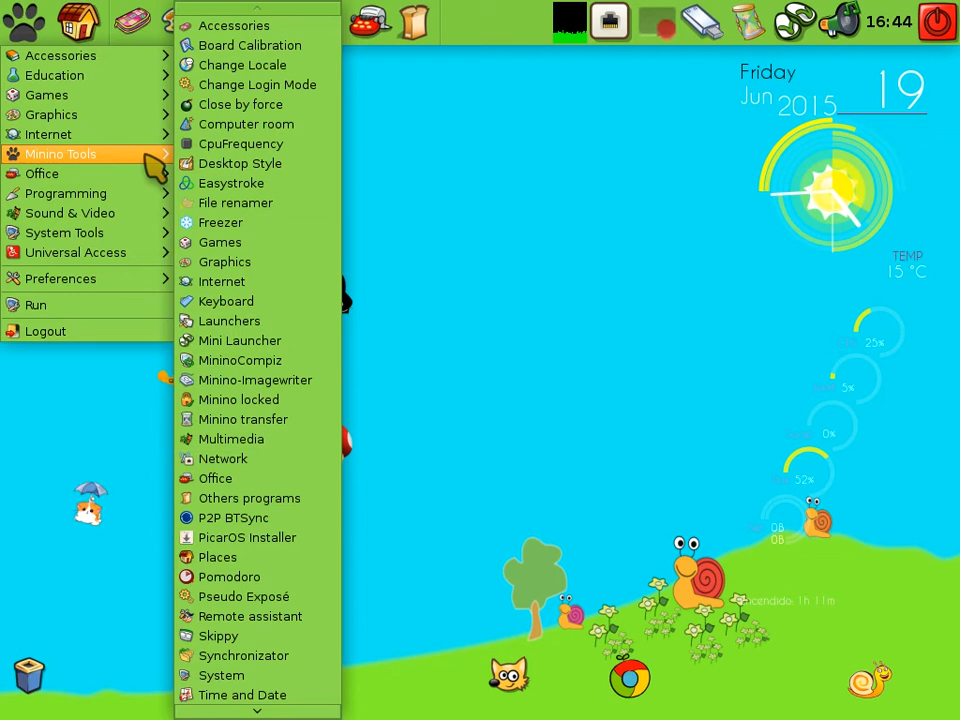 16:44
Accessories
Education
Games
Graphics
Internet
Minino Tools
Office
Programming
Sound & Video
System Tools
Universal Access
Preferences
Run
Logout
Accessories
Board Calibration
Change Locale
Change Login Mode
Close by force
Computer room
CpuFrequency
Desktop Style
Easystroke
File renamer
Freezer
Games
Graphics
Internet
Keyboard
Launchers
Mini Launcher
MininoCompiz
Minino-Imagewriter
Minino locked
Minino transfer
Multimedia
Network
Office
Others programs
P2P BTSync
PicarOS Installer
Places
Pomodoro
Pseudo Exposé
Remote assistant
Skippy
Synchronizator
System
Time and Date
Friday
Jun 2015 19
TEMP
15 °C
25%
5%
0%
52%
0B
0B
1h 11m